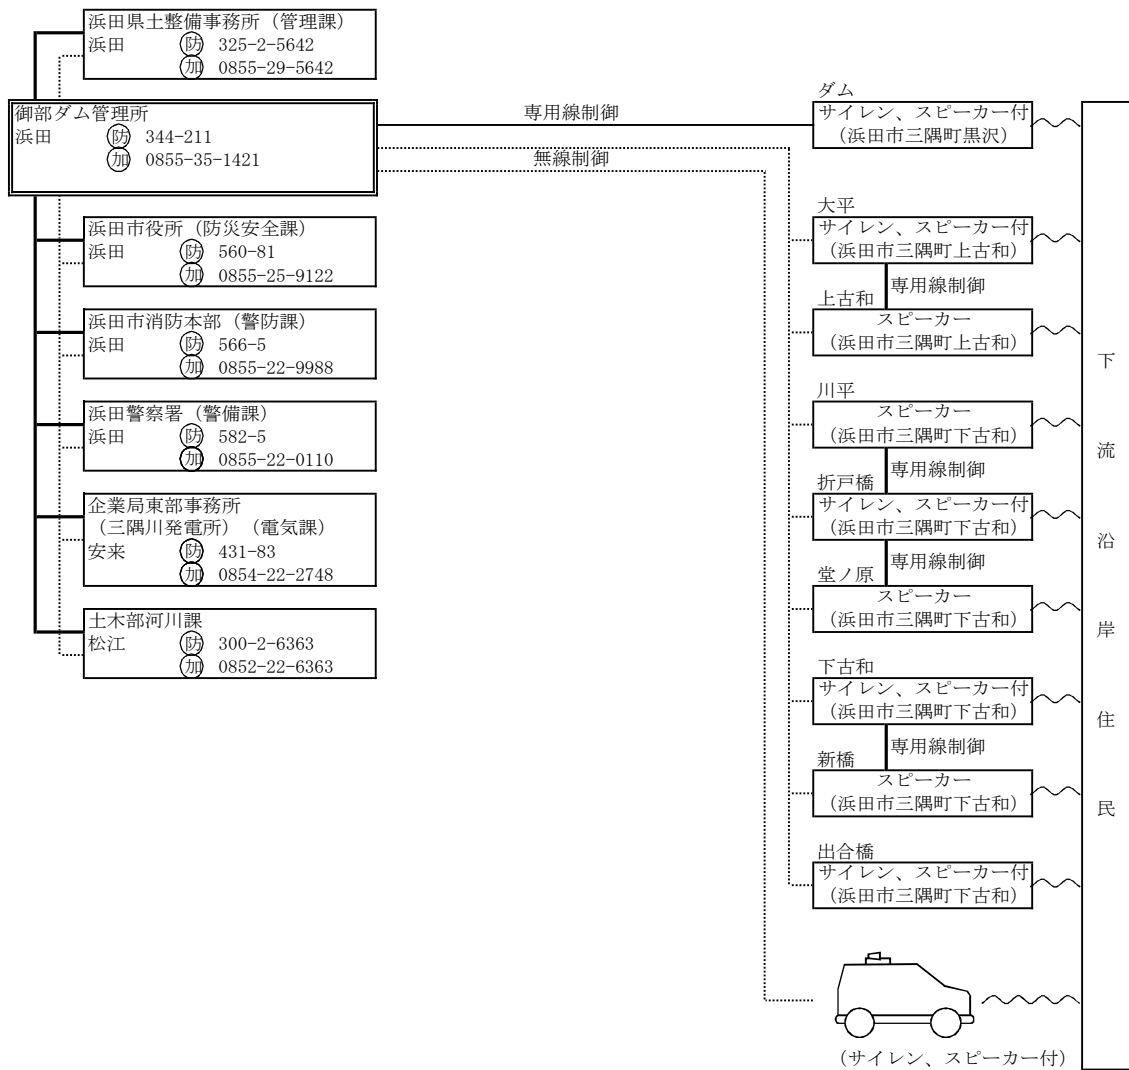 浜田県土整備事務所（管理課）
浜田 防 325-2-5642
加 0855-29-5642
御部ダム管理所
浜田 防 344-211
加 0855-35-1421
浜田市役所（防災安全課）
浜田 防 560-81
加 0855-25-9122
浜田市消防本部（警防課）
浜田 防 566-5
加 0855-22-9988
浜田警察署（警備課）
浜田 防 582-5
加 0855-22-0110
企業局東部事務所
（三隅川発電所）（電気課）
安来 防 431-83
加 0854-22-2748
土木部河川課
松江 防 300-2-6363
加 0852-22-6363
専用線制御
無線制御
ダム
サイレン、スピーカー付
（浜田市三隅町黒沢）
大平
サイレン、スピーカー付
（浜田市三隅町上古和）
専用線制御
上古和
スピーカー
（浜田市三隅町上古和）
川平
スピーカー
（浜田市三隅町下古和）
専用線制御
折戸橋
サイレン、スピーカー付
（浜田市三隅町下古和）
専用線制御
堂ノ原
スピーカー
（浜田市三隅町下古和）
下古和
サイレン、スピーカー付
（浜田市三隅町下古和）
専用線制御
新橋
スピーカー
（浜田市三隅町下古和）
出合橋
サイレン、スピーカー付
（浜田市三隅町下古和）
（サイレン、スピーカー付）
下流沿岸住民